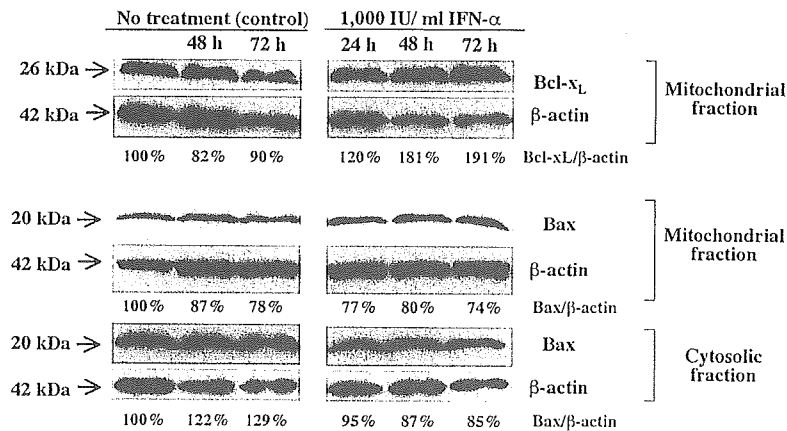 No treatment (control) 1,000 IU/ ml IFN-α
48 h 72 h 24 h 48 h 72 h
26 kDa → Bcl-xL
42 kDa → β-actin
Mitochondrial
fraction
100% 82% 90% 120% 181% 191% Bcl-xL/β-actin
20 kDa → Bax
42 kDa → β-actin
Mitochondrial
fraction
100% 87% 78% 77% 80% 74% Bax/β-actin
20 kDa → Bax
42 kDa → β-actin
Cytosolic
fraction
100% 122% 129% 95% 87% 85% Bax/β-actin